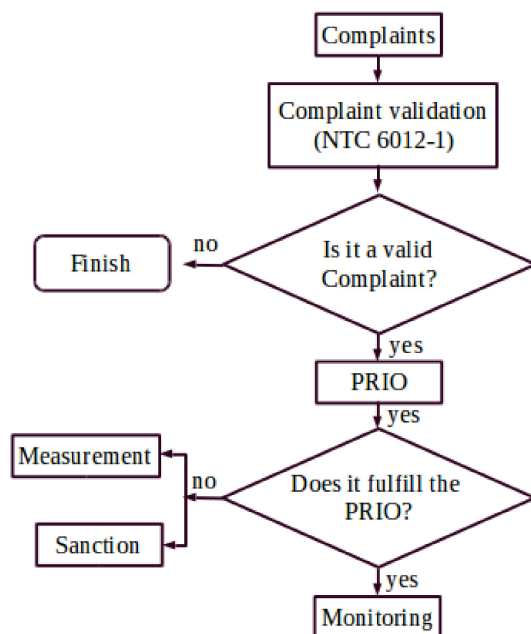 Complaints
Complaint validation
(NTC 6012-1)
Is it a valid
Complaint?
no
Finish
yes
PRIO
yes
Does it fulfill the
PRIO?
no
Measurement
Sanction
yes
Monitoring